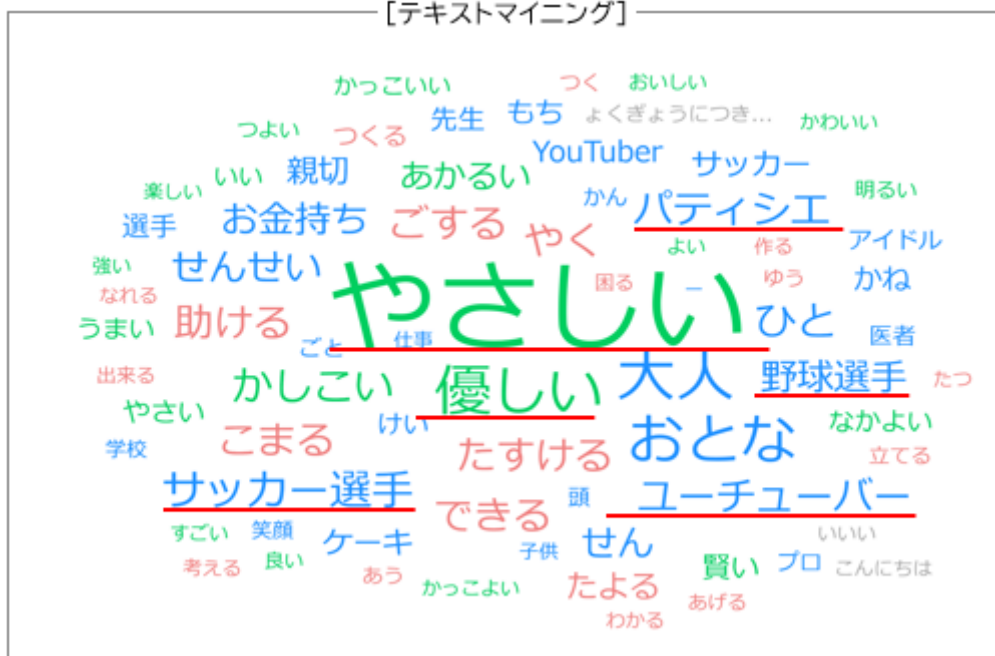 [テキストマイニング]
かっこいい つく おいしい
つよい つくる 先生 もち ょくぎょうにつき... かわいい
楽しい いい 親切 あかるい YouTuber サッカー 明るい
選手 お金持ち ごする やく かん パティシエ アイドル
強い せんせい よい 作る かね
なれる やさしい 困る ー ゆう
うまい 助ける ごと 仕事 ひと 医者
出来る かしこい 優しい 大人 野球選手 たつ
やさい けい おとな なかよい
学校 こまる たすける 立てる
サッカー選手 できる 頭 ユーチューバー
すごい 笑顔 ケーキ 子供 せん いいい
考える 良い あう かっこよい たよる 賢い プロ こんにちは
わかる あげる